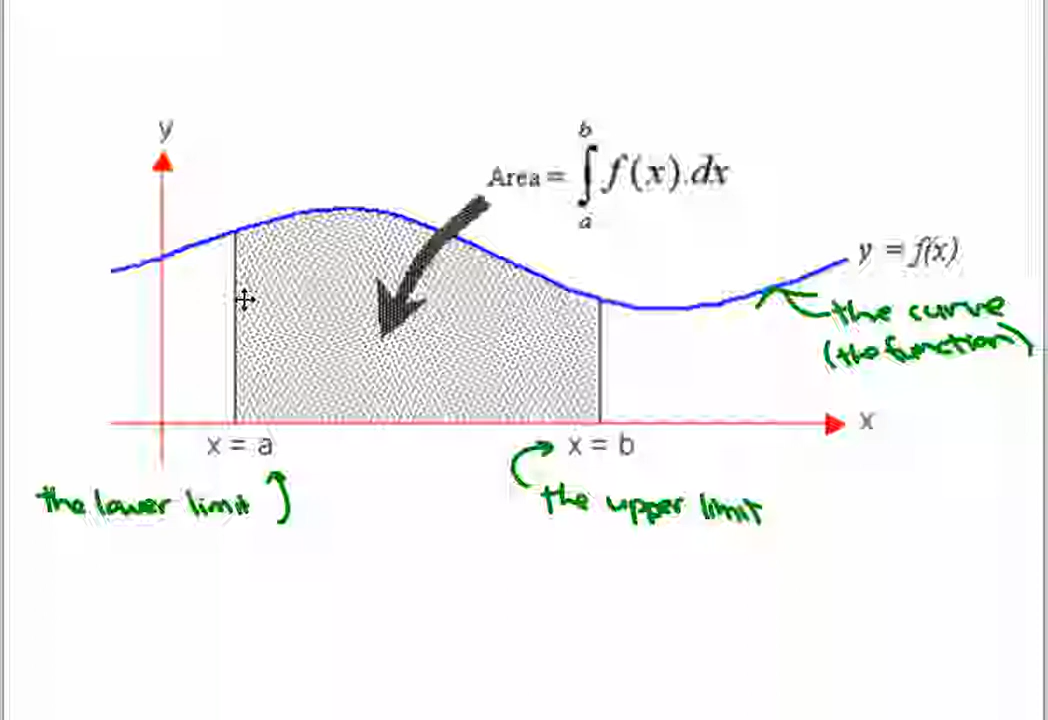 y
Area = ∫ₐᵇ f(x).dx
y = f(x)
the curve
(the function)
x
x = a
x = b
the lower limit
the upper limit